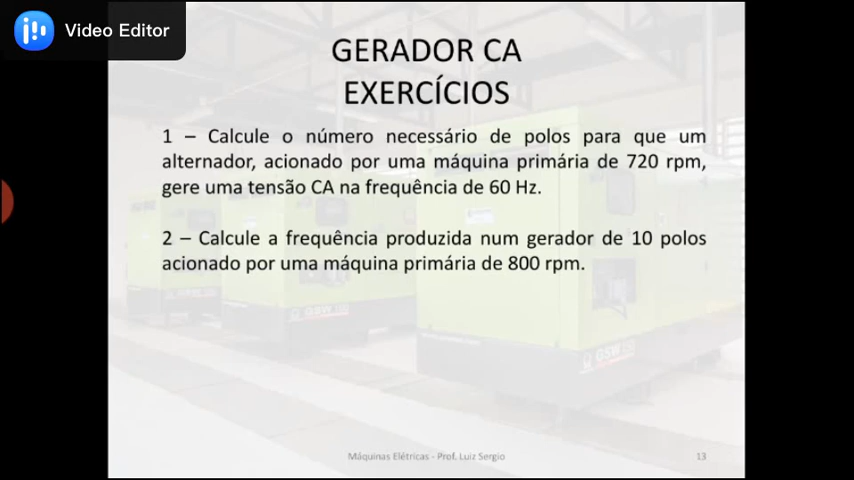 Video Editor
GERADOR CA
EXERCÍCIOS
1 – Calcule o número necessário de polos para que um
alternador, acionado por uma máquina primária de 720 rpm,
gere uma tensão CA na frequência de 60 Hz.
2 – Calcule a frequência produzida num gerador de 10 polos
acionado por uma máquina primária de 800 rpm.
Máquinas Elétricas - Prof. Luiz Sergio
13